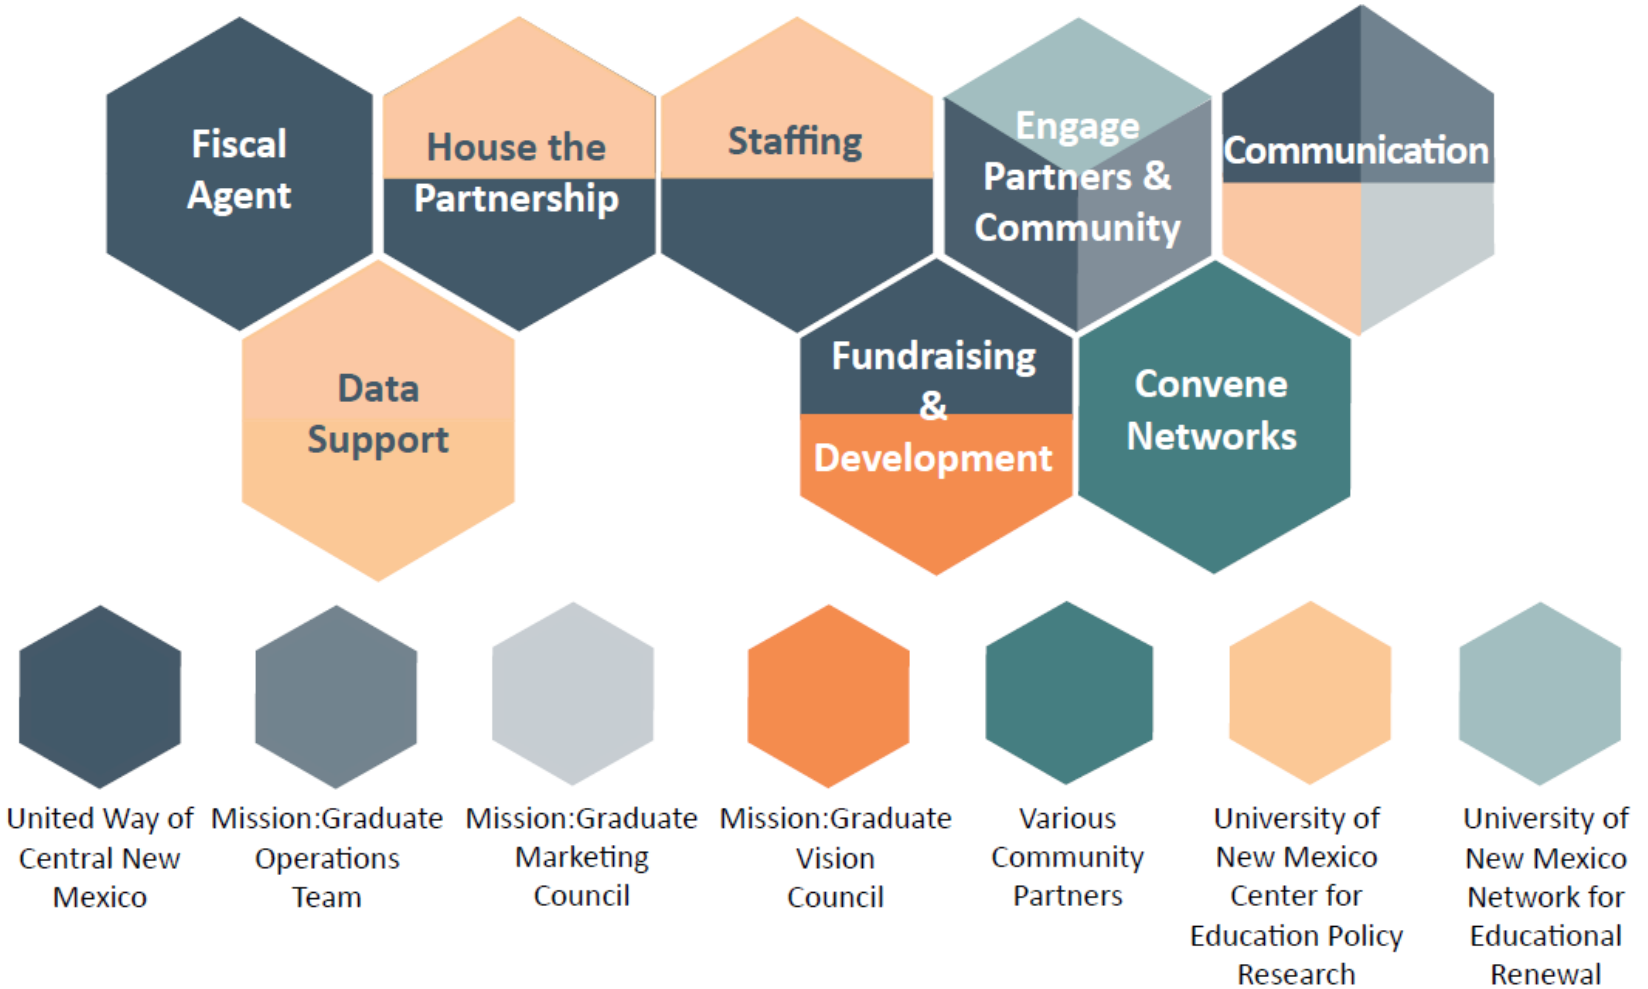 Fiscal
Agent
House the
Partnership
Staffing
Engage
Partners &
Community
Communication
Data
Support
Fundraising
&
Development
Convene
Networks
United Way of
Central New
Mexico
Mission:Graduate
Operations
Team
Mission:Graduate
Marketing
Council
Mission:Graduate
Vision
Council
Various
Community
Partners
University of
New Mexico
Center for
Education Policy
Research
University of
New Mexico
Network for
Educational
Renewal